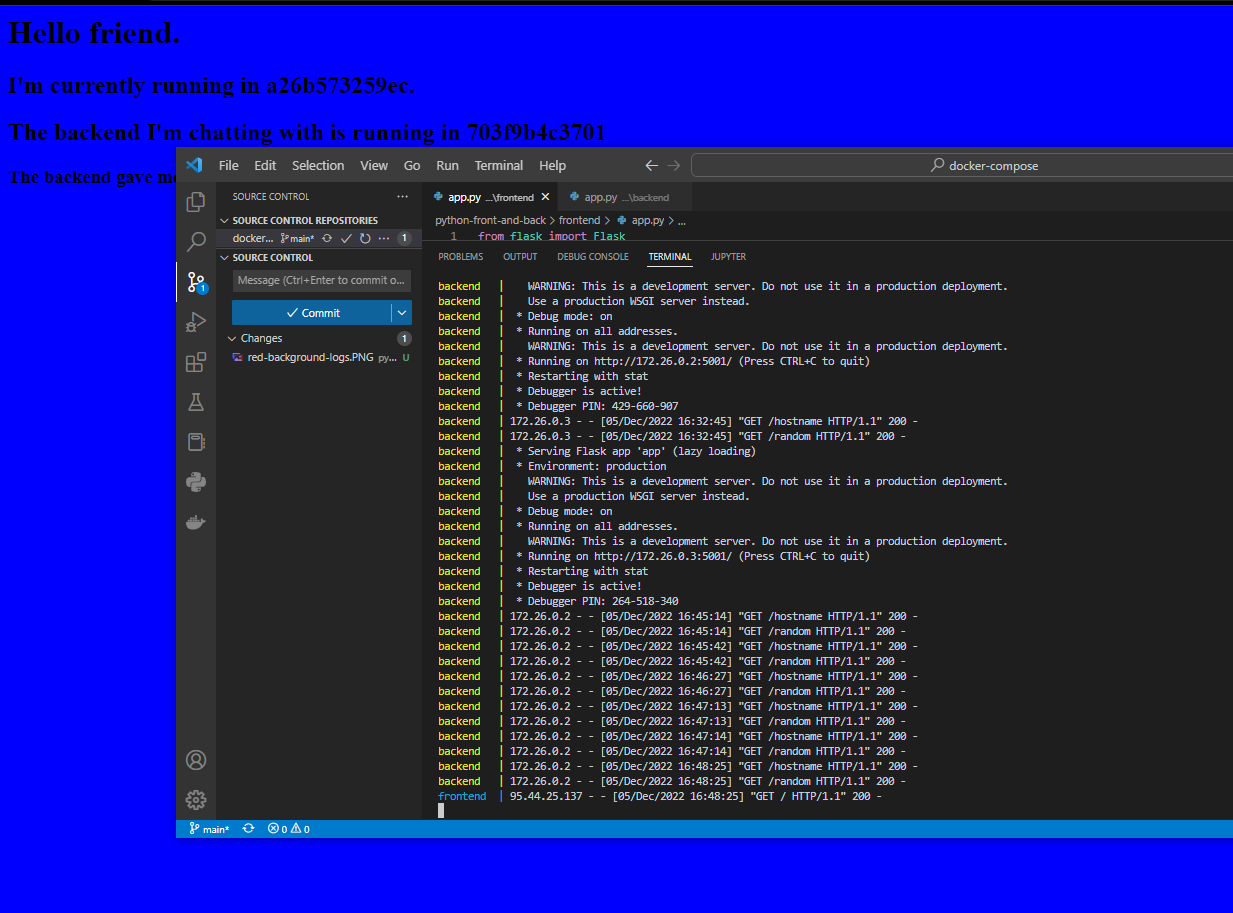 Hello friend.
I'm currently running in a26b573259ec.
The backend I'm chatting with is running in 703f9b4c3701
The backend gave me
File Edit Selection View Go Run Terminal Help
docker-compose
SOURCE CONTROL
SOURCE CONTROL REPOSITORIES
docker... main* 1
SOURCE CONTROL
Message (Ctrl+Enter to commit o...
Commit
Changes 1
red-background-logs.PNG py... U
1
app.py ...\frontend app.py ...\backend
python-front-and-back > frontend > app.py > ...
1 from flask import Flask
PROBLEMS OUTPUT DEBUG CONSOLE TERMINAL JUPYTER
backend | WARNING: This is a development server. Do not use it in a production deployment.
backend | Use a production WSGI server instead.
backend | * Debug mode: on
backend | * Running on all addresses.
backend | WARNING: This is a development server. Do not use it in a production deployment.
backend | * Running on http://172.26.0.2:5001/ (Press CTRL+C to quit)
backend | * Restarting with stat
backend | * Debugger is active!
backend | * Debugger PIN: 429-660-907
backend | 172.26.0.3 - - [05/Dec/2022 16:32:45] "GET /hostname HTTP/1.1" 200 -
backend | 172.26.0.3 - - [05/Dec/2022 16:32:45] "GET /random HTTP/1.1" 200 -
backend | * Serving Flask app 'app' (lazy loading)
backend | * Environment: production
backend | WARNING: This is a development server. Do not use it in a production deployment.
backend | Use a production WSGI server instead.
backend | * Debug mode: on
backend | * Running on all addresses.
backend | WARNING: This is a development server. Do not use it in a production deployment.
backend | * Running on http://172.26.0.3:5001/ (Press CTRL+C to quit)
backend | * Restarting with stat
backend | * Debugger is active!
backend | * Debugger PIN: 264-518-340
backend | 172.26.0.2 - - [05/Dec/2022 16:45:14] "GET /hostname HTTP/1.1" 200 -
backend | 172.26.0.2 - - [05/Dec/2022 16:45:14] "GET /random HTTP/1.1" 200 -
backend | 172.26.0.2 - - [05/Dec/2022 16:45:42] "GET /hostname HTTP/1.1" 200 -
backend | 172.26.0.2 - - [05/Dec/2022 16:45:42] "GET /random HTTP/1.1" 200 -
backend | 172.26.0.2 - - [05/Dec/2022 16:46:27] "GET /hostname HTTP/1.1" 200 -
backend | 172.26.0.2 - - [05/Dec/2022 16:46:27] "GET /random HTTP/1.1" 200 -
backend | 172.26.0.2 - - [05/Dec/2022 16:47:13] "GET /hostname HTTP/1.1" 200 -
backend | 172.26.0.2 - - [05/Dec/2022 16:47:13] "GET /random HTTP/1.1" 200 -
backend | 172.26.0.2 - - [05/Dec/2022 16:47:14] "GET /hostname HTTP/1.1" 200 -
backend | 172.26.0.2 - - [05/Dec/2022 16:47:14] "GET /random HTTP/1.1" 200 -
backend | 172.26.0.2 - - [05/Dec/2022 16:48:25] "GET /hostname HTTP/1.1" 200 -
backend | 172.26.0.2 - - [05/Dec/2022 16:48:25] "GET /random HTTP/1.1" 200 -
frontend | 95.44.25.137 - - [05/Dec/2022 16:48:25] "GET / HTTP/1.1" 200 -
main* 0 0